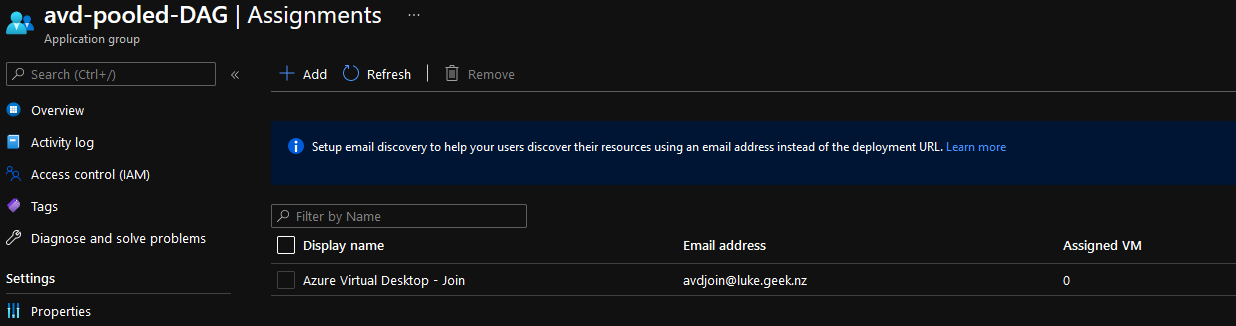 avd-pooled-DAG | Assignments ...
Application group
Search (Ctrl+/) «
Add Refresh Remove
Overview
Activity log
Access control (IAM)
Tags
Diagnose and solve problems
Settings
Properties
Setup email discovery to help your users discover their resources using an email address instead of the deployment URL. Learn more
Filter by Name
Display name Email address Assigned VM
Azure Virtual Desktop - Join avdjoin@luke.geek.nz 0